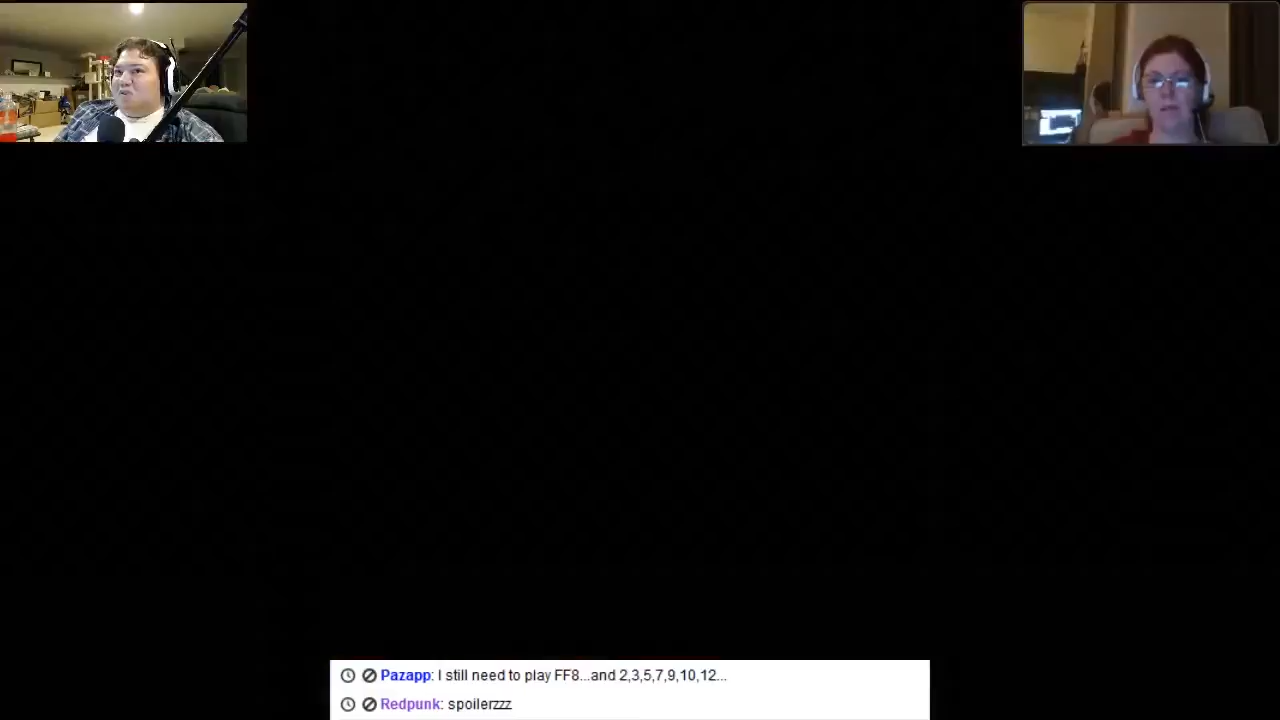 Pazapp: I still need to play FF8...and 2,3,5,7,9,10,12...
Redpunk: spoilerzzz